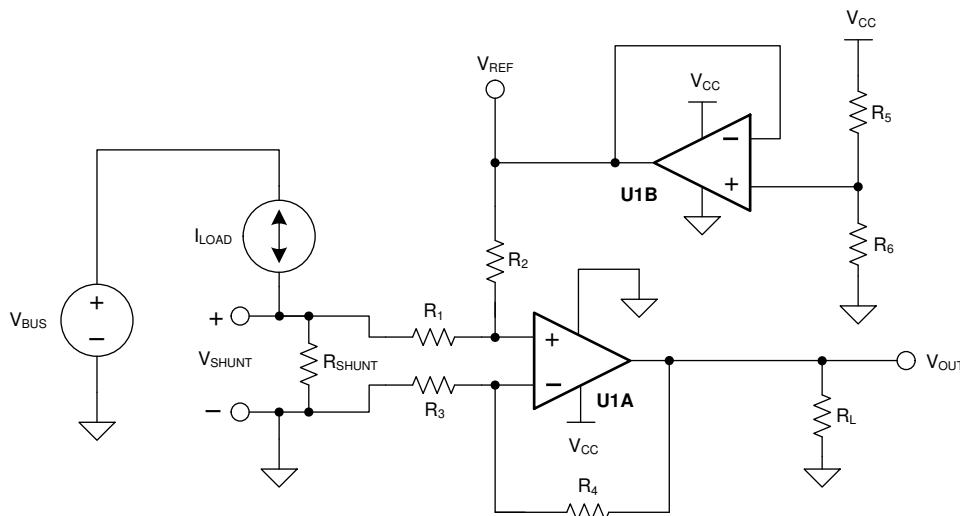 VCC
VREF
VCC
R5
−
+
U1B
R6
ILOAD
R2
+
−
VBUS
+
R1
VSHUNT
RSHUNT
+
−
VOUT
−
R3
U1A
RL
VCC
R4